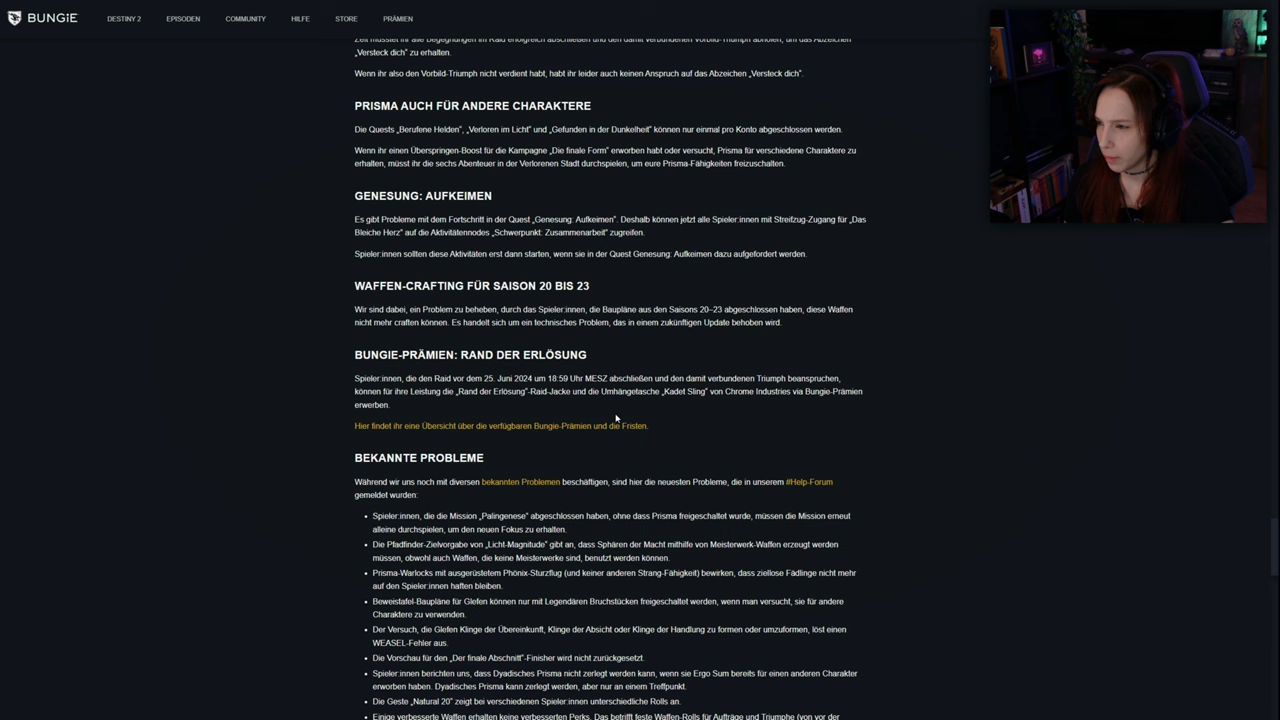 BUNGiE
DESTINY 2
EPISODEN
COMMUNITY
HILFE
STORE
PRÄMIEN
Zeit müsstet ihr alle Begegnungen im Raid erfolgreich abschließen und den damit verbundenen Vorbild-Triumph abholen, um das Abzeichen
„Versteck dich“ zu erhalten.
Wenn ihr also den Vorbild-Triumph nicht verdient habt, habt ihr leider auch keinen Anspruch auf das Abzeichen „Versteck dich“.
PRISMA AUCH FÜR ANDERE CHARAKTERE
Die Quests „Berufene Helden“, „Verloren im Licht“ und „Gefunden in der Dunkelheit“ können nur einmal pro Konto abgeschlossen werden.
Wenn ihr einen Überspringen-Boost für die Kampagne „Die finale Form“ erworben habt oder versucht, Prisma für verschiedene Charaktere zu
erhalten, müsst ihr die sechs Abenteuer in der Verlorenen Stadt durchspielen, um eure Prisma-Fähigkeiten freizuschalten.
GENESUNG: AUFKEIMEN
Es gibt Probleme mit dem Fortschritt in der Quest „Genesung: Aufkeimen“. Deshalb können jetzt alle Spieler:innen mit Streifzug-Zugang für „Das
Bleiche Herz“ auf die Aktivitätennodes „Schwerpunkt: Zusammenarbeit“ zugreifen.
Spieler:innen sollten diese Aktivitäten erst dann starten, wenn sie in der Quest Genesung: Aufkeimen dazu aufgefordert werden.
WAFFEN-CRAFTING FÜR SAISON 20 BIS 23
Wir sind dabei, ein Problem zu beheben, durch das Spieler:innen, die Baupläne aus den Saisons 20–23 abgeschlossen haben, diese Waffen
nicht mehr craften können. Es handelt sich um ein technisches Problem, das in einem zukünftigen Update behoben wird.
BUNGIE-PRÄMIEN: RAND DER ERLÖSUNG
Spieler:innen, die den Raid vor dem 25. Juni 2024 um 18:59 Uhr MESZ abschließen und den damit verbundenen Triumph beanspruchen,
können für ihre Leistung die „Rand der Erlösung“-Raid-Jacke und die Umhängetasche „Kadet Sling“ von Chrome Industries via Bungie-Prämien
erwerben.
Hier findet ihr eine Übersicht über die verfügbaren Bungie-Prämien und die Fristen.
BEKANNTE PROBLEME
Während wir uns noch mit diversen bekannten Problemen beschäftigen, sind hier die neuesten Probleme, die in unserem #Help-Forum
gemeldet wurden:
• Spieler:innen, die die Mission „Palingenese“ abgeschlossen haben, ohne dass Prisma freigeschaltet wurde, müssen die Mission erneut
alleine durchspielen, um den neuen Fokus zu erhalten.
• Die Pfadfinder-Zielvorgabe von „Licht-Magnitude“ gibt an, dass Sphären der Macht mithilfe von Meisterwerk-Waffen erzeugt werden
müssen, obwohl auch Waffen, die keine Meisterwerke sind, benutzt werden können.
• Prisma-Warlocks mit ausgerüstetem Phönix-Sturzflug (und keiner anderen Strang-Fähigkeit) bewirken, dass ziellose Fädlinge nicht mehr
auf den Spieler:innen haften bleiben.
• Beweistafel-Baupläne für Glefen können nur mit Legendären Bruchstücken freigeschaltet werden, wenn man versucht, sie für andere
Charaktere zu verwenden.
• Der Versuch, die Glefen Klinge der Übereinkunft, Klinge der Absicht oder Klinge der Handlung zu formen oder umzuformen, löst einen
WEASEL-Fehler aus.
• Die Vorschau für den „Der finale Abschnitt“-Finisher wird nicht zurückgesetzt.
• Spieler:innen berichten uns, dass Dyadisches Prisma nicht zerlegt werden kann, wenn sie Ergo Sum bereits für einen anderen Charakter
erworben haben. Dyadisches Prisma kann zerlegt werden, aber nur an einem Treffpunkt.
• Die Geste „Natural 20“ zeigt bei verschiedenen Spieler:innen unterschiedliche Rolls an.
• Einige verbesserte Waffen erhalten keine verbesserten Perks. Das betrifft feste Waffen-Rolls für Aufträge und Triumphe (von vor der